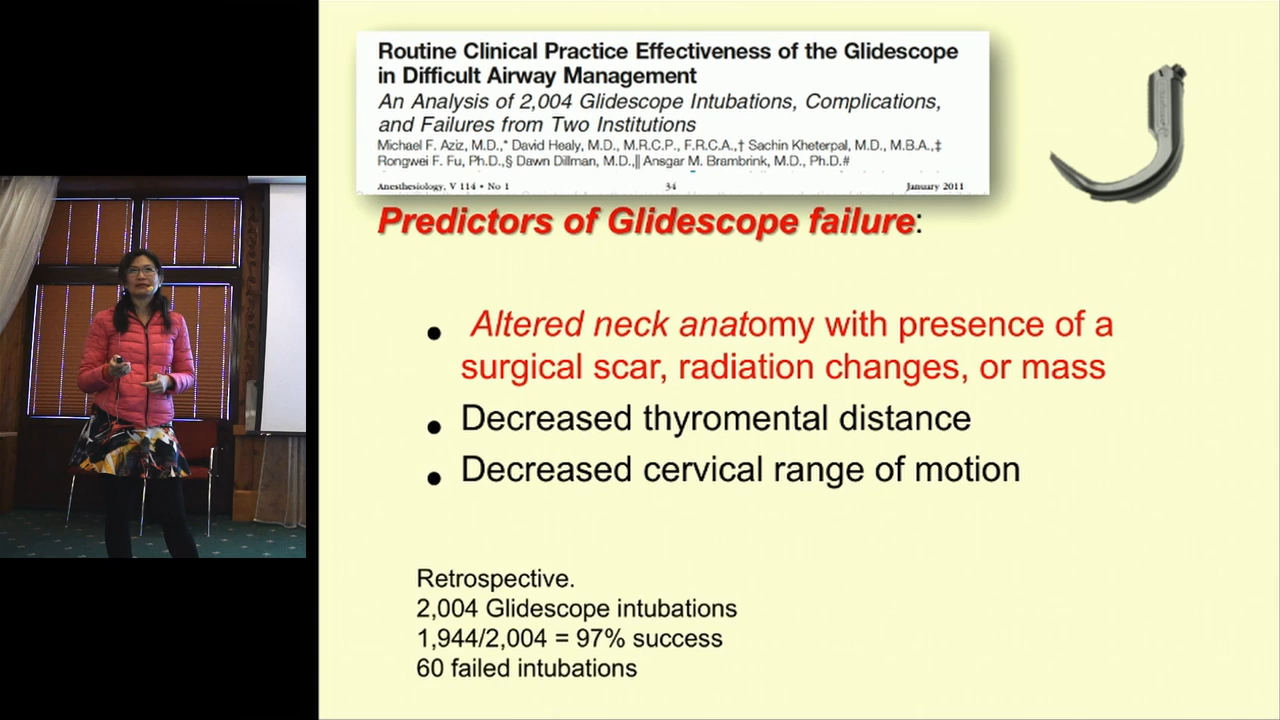 Routine Clinical Practice Effectiveness of the Glidescope
in Difficult Airway Management
An Analysis of 2,004 Glidescope Intubations, Complications,
and Failures from Two Institutions
Michael F. Aziz, M.D.,* David Healy, M.D., M.R.C.P., F.R.C.A.,† Sachin Kheterpal, M.D., M.B.A.,‡
Rongwei F. Fu, Ph.D.,§ Dawn Dillman, M.D.,|| Ansgar M. Brambrink, M.D., Ph.D.#
Anesthesiology, V 114 • No 1 34 January 2011
Predictors of Glidescope failure:
• Altered neck anatomy with presence of a
surgical scar, radiation changes, or mass
• Decreased thyromental distance
• Decreased cervical range of motion
Retrospective.
2,004 Glidescope intubations
1,944/2,004 = 97% success
60 failed intubations